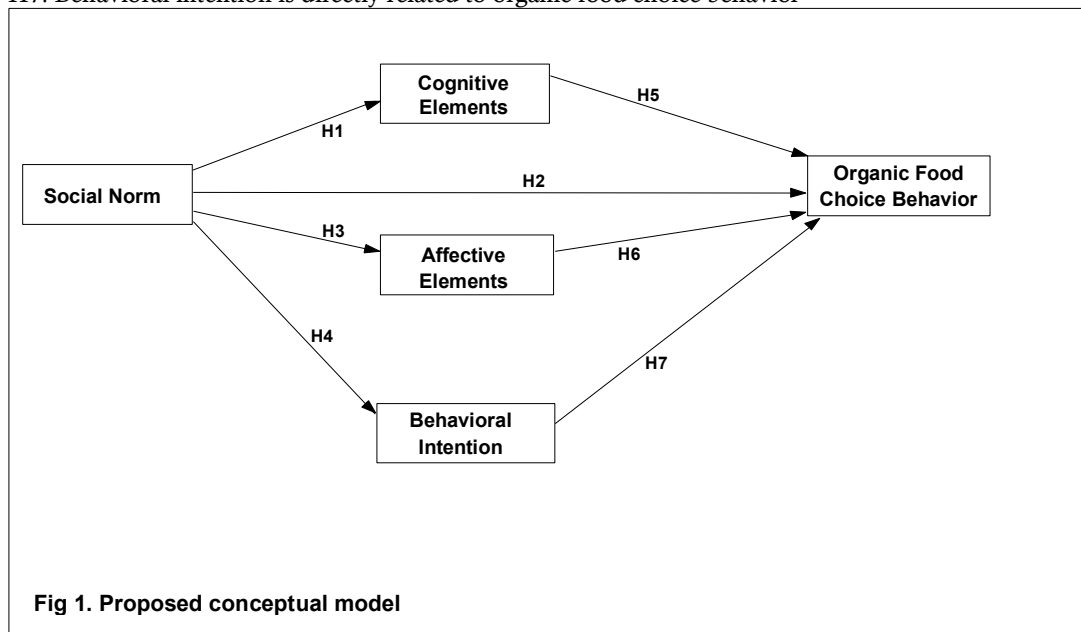 H7: Behavioral intention is directly related to organic food choice behavior
Cognitive
Elements
H5
H1
Social Norm
H2
Organic Food
Choice Behavior
H3
Affective
Elements
H6
H4
H7
Behavioral
Intention
Fig 1. Proposed conceptual model